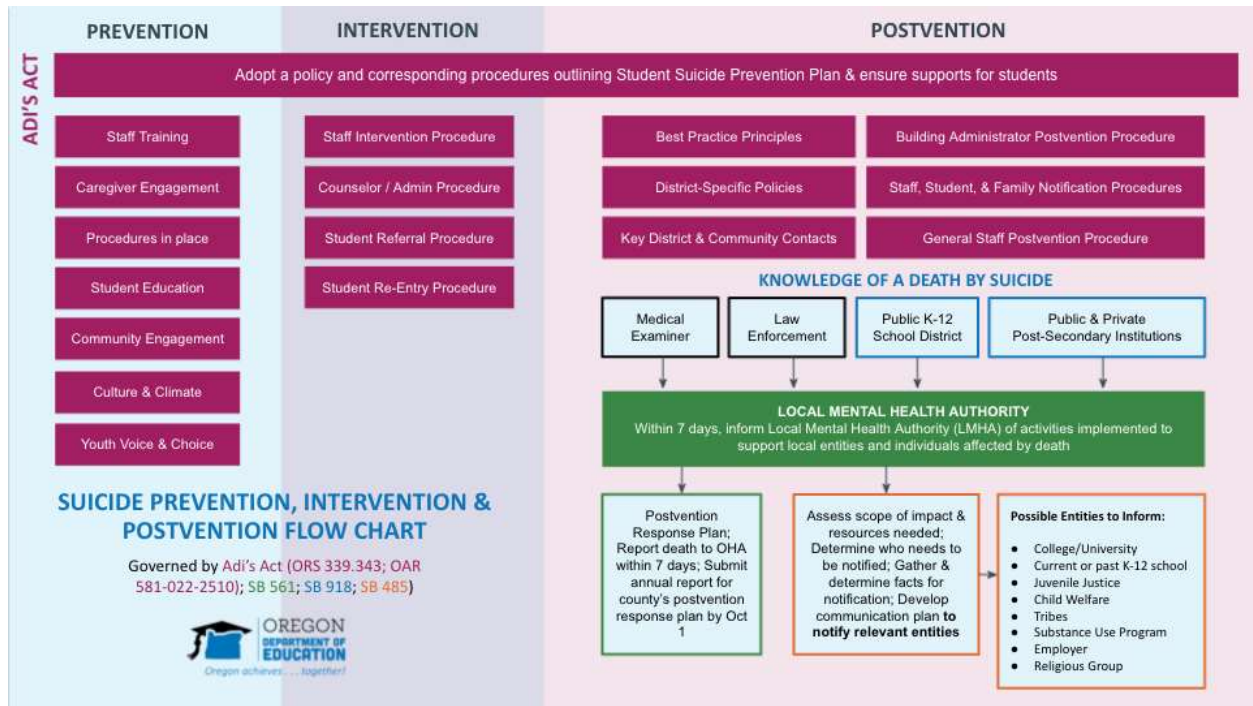 PREVENTION
INTERVENTION
POSTVENTION
ADI'S ACT
Adopt a policy and corresponding procedures outlining Student Suicide Prevention Plan & ensure supports for students
Staff Training
Caregiver Engagement
Procedures in place
Student Education
Community Engagement
Culture & Climate
Youth Voice & Choice
Staff Intervention Procedure
Counselor / Admin Procedure
Student Referral Procedure
Student Re-Entry Procedure
Best Practice Principles
Building Administrator Postvention Procedure
District-Specific Policies
Staff, Student, & Family Notification Procedures
Key District & Community Contacts
General Staff Postvention Procedure
KNOWLEDGE OF A DEATH BY SUICIDE
Medical
Examiner
Law
Enforcement
Public K-12
School District
Public & Private
Post-Secondary Institutions
LOCAL MENTAL HEALTH AUTHORITY
Within 7 days, inform Local Mental Health Authority (LMHA) of activities implemented to
support local entities and individuals affected by death
Postvention
Response Plan;
Report death to OHA
within 7 days; Submit
annual report for
county's postvention
response plan by Oct
1
Assess scope of impact &
resources needed;
Determine who needs to
be notified; Gather &
determine facts for
notification; Develop
communication plan to
notify relevant entities
Possible Entities to Inform:
● College/University
● Current or past K-12 school
● Juvenile Justice
● Child Welfare
● Tribes
● Substance Use Program
● Employer
● Religious Group
SUICIDE PREVENTION, INTERVENTION &
POSTVENTION FLOW CHART
Governed by Adi's Act (ORS 339.343; OAR
581-022-2510); SB 561; SB 918; SB 485)
OREGON
DEPARTMENT OF
EDUCATION
Oregon achieves . . . together!